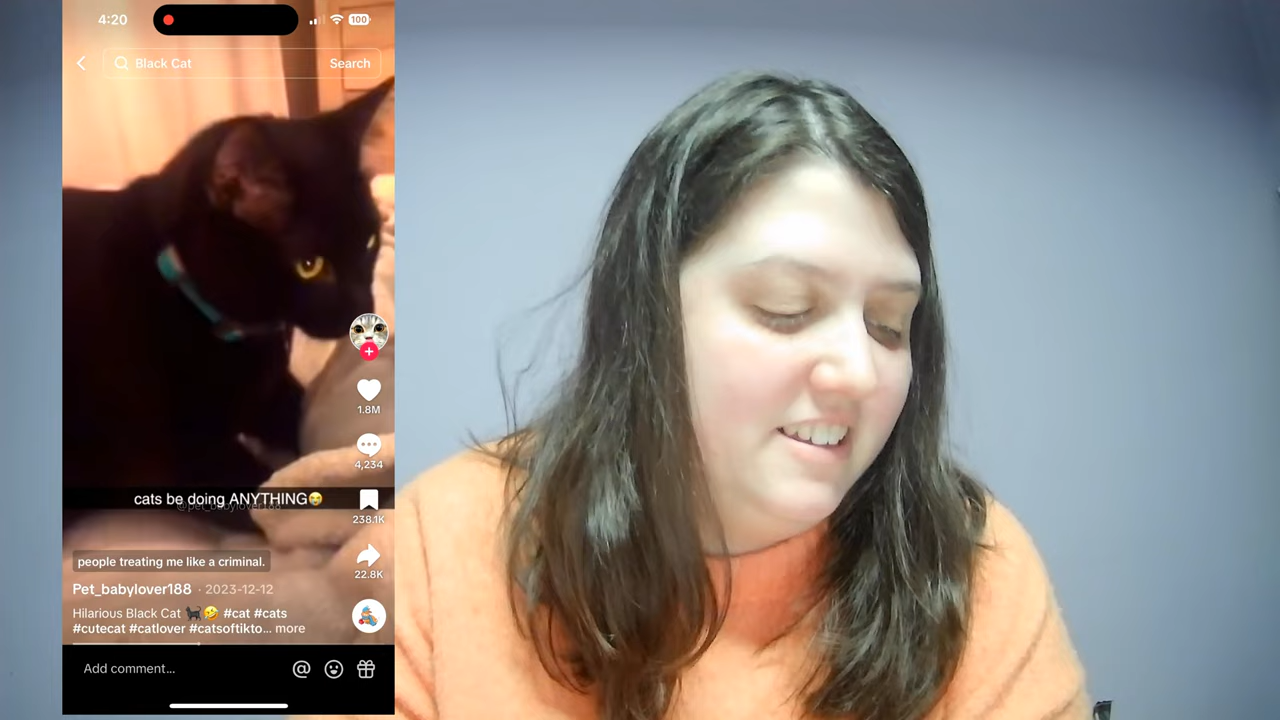 4:20
100
Black Cat
Search
1.8M
4,234
cats be doing ANYTHING😭
@pet_babylover188
238.1K
people treating me like a criminal.
22.8K
Pet_babylover188 · 2023-12-12
Hilarious Black Cat 🐈‍⬛🤣 #cat #cats
#cutecat #catlover #catsoftikto... more
Add comment...